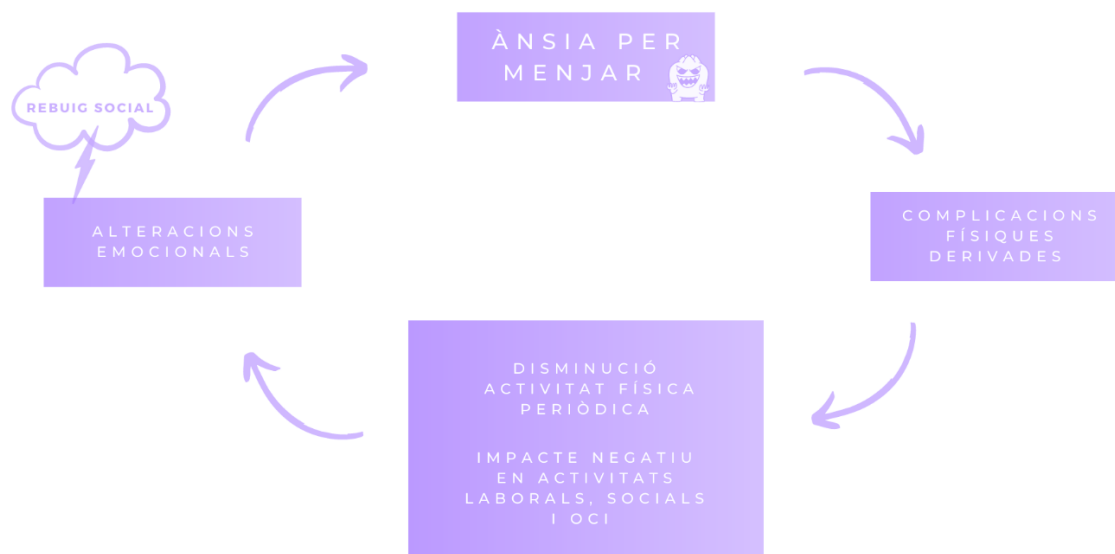 ÀNSIA PER
MENJAR
REBUIG SOCIAL
ALTERACIONS
EMOCIONALS
COMPLICACIONS
FÍSIQUES
DERIVADES
DISMINUCIÓ
ACTIVITAT FÍSICA
PERIÒDICA
IMPACTE NEGATIU
EN ACTIVITATS
LABORALS, SOCIALS
I OCI